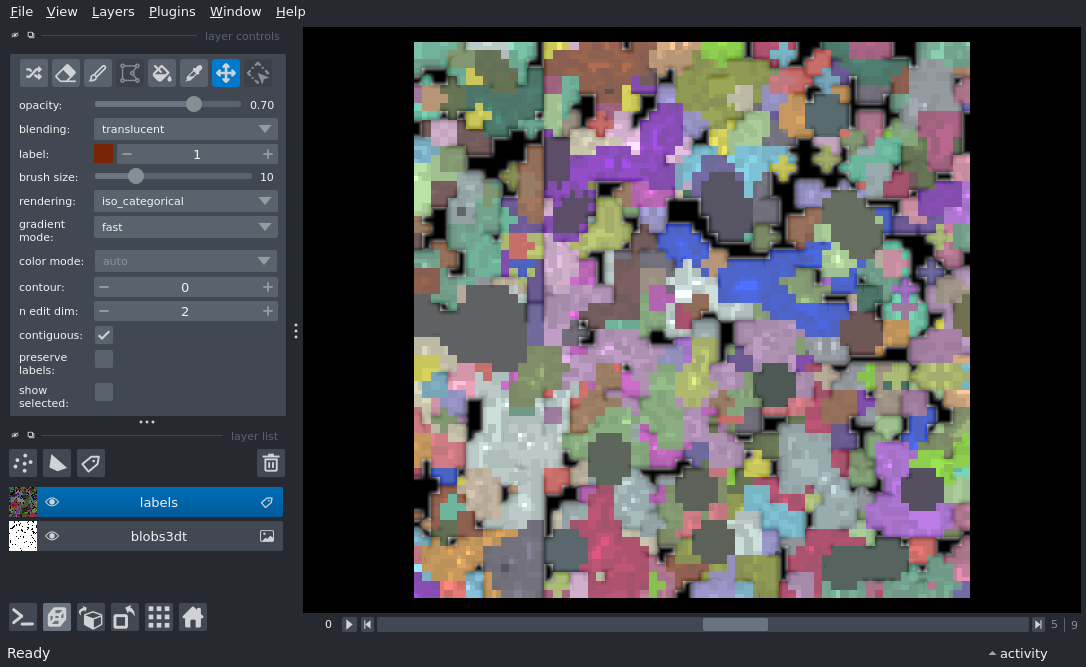 File View Layers Plugins Window Help
layer controls
opacity: 0.70
blending: translucent
label: 1
brush size: 10
rendering: iso_categorical
gradient mode: fast
color mode: auto
contour: 0
n edit dim: 2
contiguous:
preserve labels:
show selected:
layer list
labels
blobs3dt
0 5 | 9
Ready activity